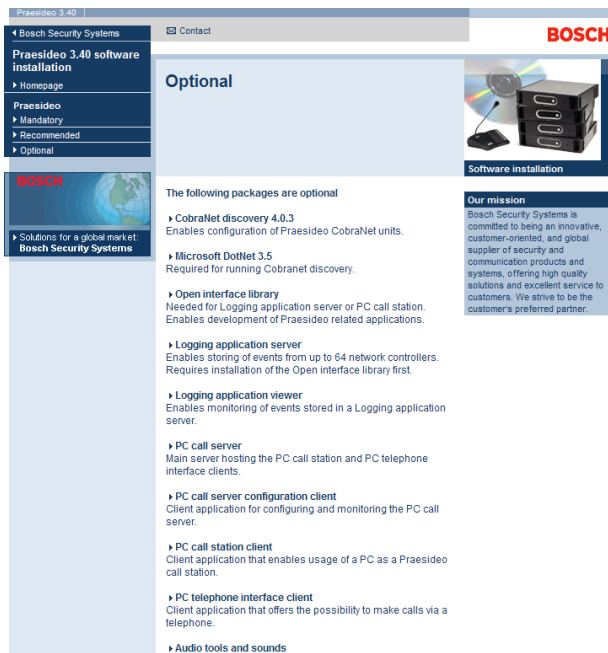 Praesideo 3.40
Bosch Security Systems
Praesideo 3.40 software
installation
Homepage
Praesideo
Mandatory
Recommended
Optional
BOSCH
Solutions for a global market:
Bosch Security Systems
Contact
BOSCH
Optional
The following packages are optional
CobraNet discovery 4.0.3
Enables configuration of Praesideo CobraNet units.
Microsoft DotNet 3.5
Required for running Cobranet discovery.
Open interface library
Needed for Logging application server or PC call station.
Enables development of Praesideo related applications.
Logging application server
Enables storing of events from up to 64 network controllers.
Requires installation of the Open interface library first.
Logging application viewer
Enables monitoring of events stored in a Logging application
server.
PC call server
Main server hosting the PC call station and PC telephone
interface clients.
PC call server configuration client
Client application for configuring and monitoring the PC call
server.
PC call station client
Client application that enables usage of a PC as a Praesideo
call station.
PC telephone interface client
Client application that offers the possibility to make calls via a
telephone.
Audio tools and sounds
Software installation
Our mission
Bosch Security Systems is
committed to being an innovative,
customer-oriented, and global
supplier of security and
communication products and
systems, offering high quality
solutions and excellent service to
customers. We strive to be the
customer's preferred partner.